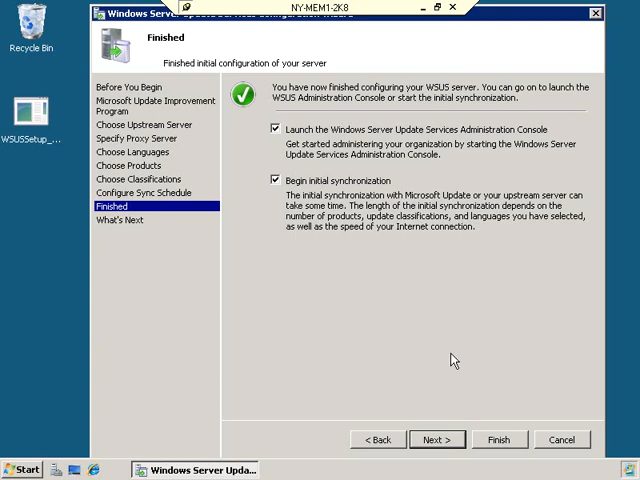 NY-MEM1-2K8
Recycle Bin
WSUSSetup_...
Windows Server Update Services Configuration Wizard
Finished
Finished initial configuration of your server
Before You Begin
Microsoft Update Improvement
Program
Choose Upstream Server
Specify Proxy Server
Choose Languages
Choose Products
Choose Classifications
Configure Sync Schedule
Finished
What's Next
You have now finished configuring your WSUS server. You can go on to launch the
WSUS Administration Console or start the initial synchronization.
Launch the Windows Server Update Services Administration Console
Get started administering your organization by starting the Windows Server
Update Services Administration Console.
Begin initial synchronization
The initial synchronization with Microsoft Update or your upstream server can
take some time. The length of the initial synchronization depends on the
number of products, update classifications, and languages you have selected,
as well as the speed of your Internet connection.
< Back
Next >
Finish
Cancel
Start
Windows Server Upda...